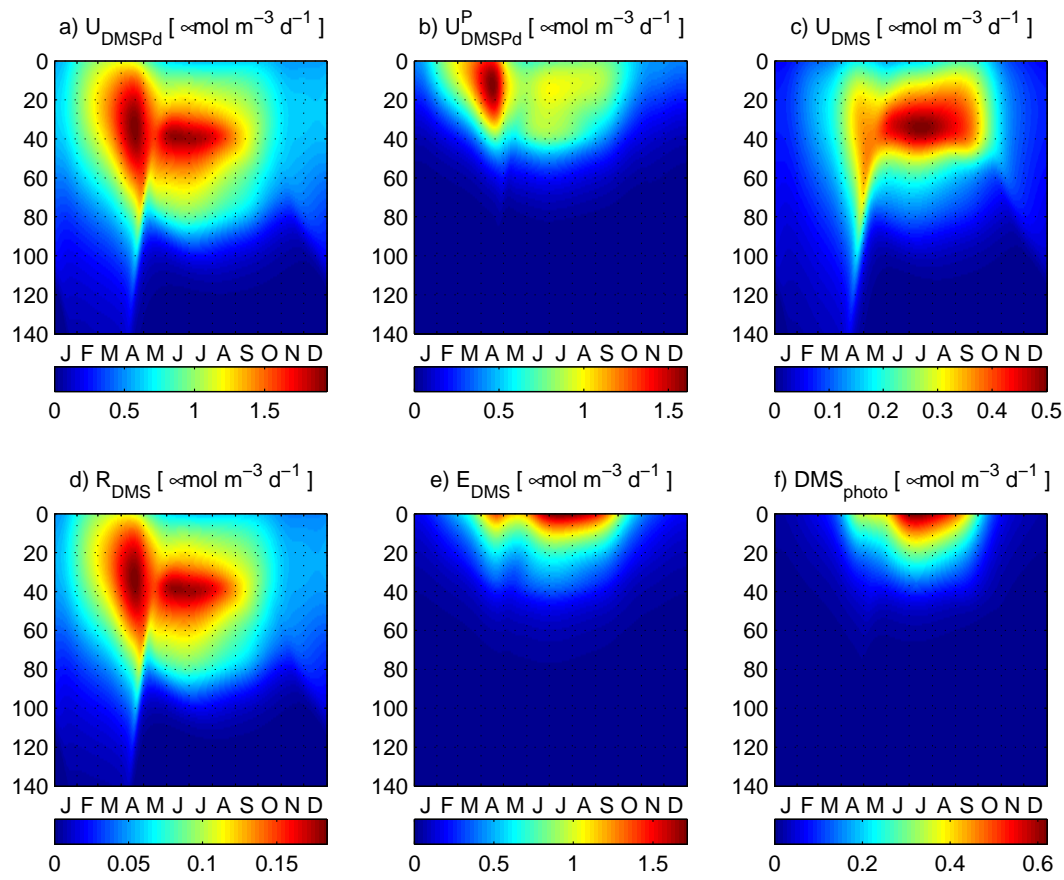 a) U_DMSPd [ ∝mol m⁻³ d⁻¹ ]
b) U^P_DMSPd [ ∝mol m⁻³ d⁻¹ ]
c) U_DMS [ ∝mol m⁻³ d⁻¹ ]
0
20
40
60
80
100
120
140
0
20
40
60
80
100
120
140
0
20
40
60
80
100
120
140
J F M A M J J A S O N D
J F M A M J J A S O N D
J F M A M J J A S O N D
0 0.5 1 1.5
0 0.5 1 1.5
0 0.1 0.2 0.3 0.4 0.5
d) R_DMS [ ∝mol m⁻³ d⁻¹ ]
e) E_DMS [ ∝mol m⁻³ d⁻¹ ]
f) DMS_photo [ ∝mol m⁻³ d⁻¹ ]
0
20
40
60
80
100
120
140
0
20
40
60
80
100
120
140
0
20
40
60
80
100
120
140
J F M A M J J A S O N D
J F M A M J J A S O N D
J F M A M J J A S O N D
0 0.05 0.1 0.15
0 0.5 1 1.5
0 0.2 0.4 0.6